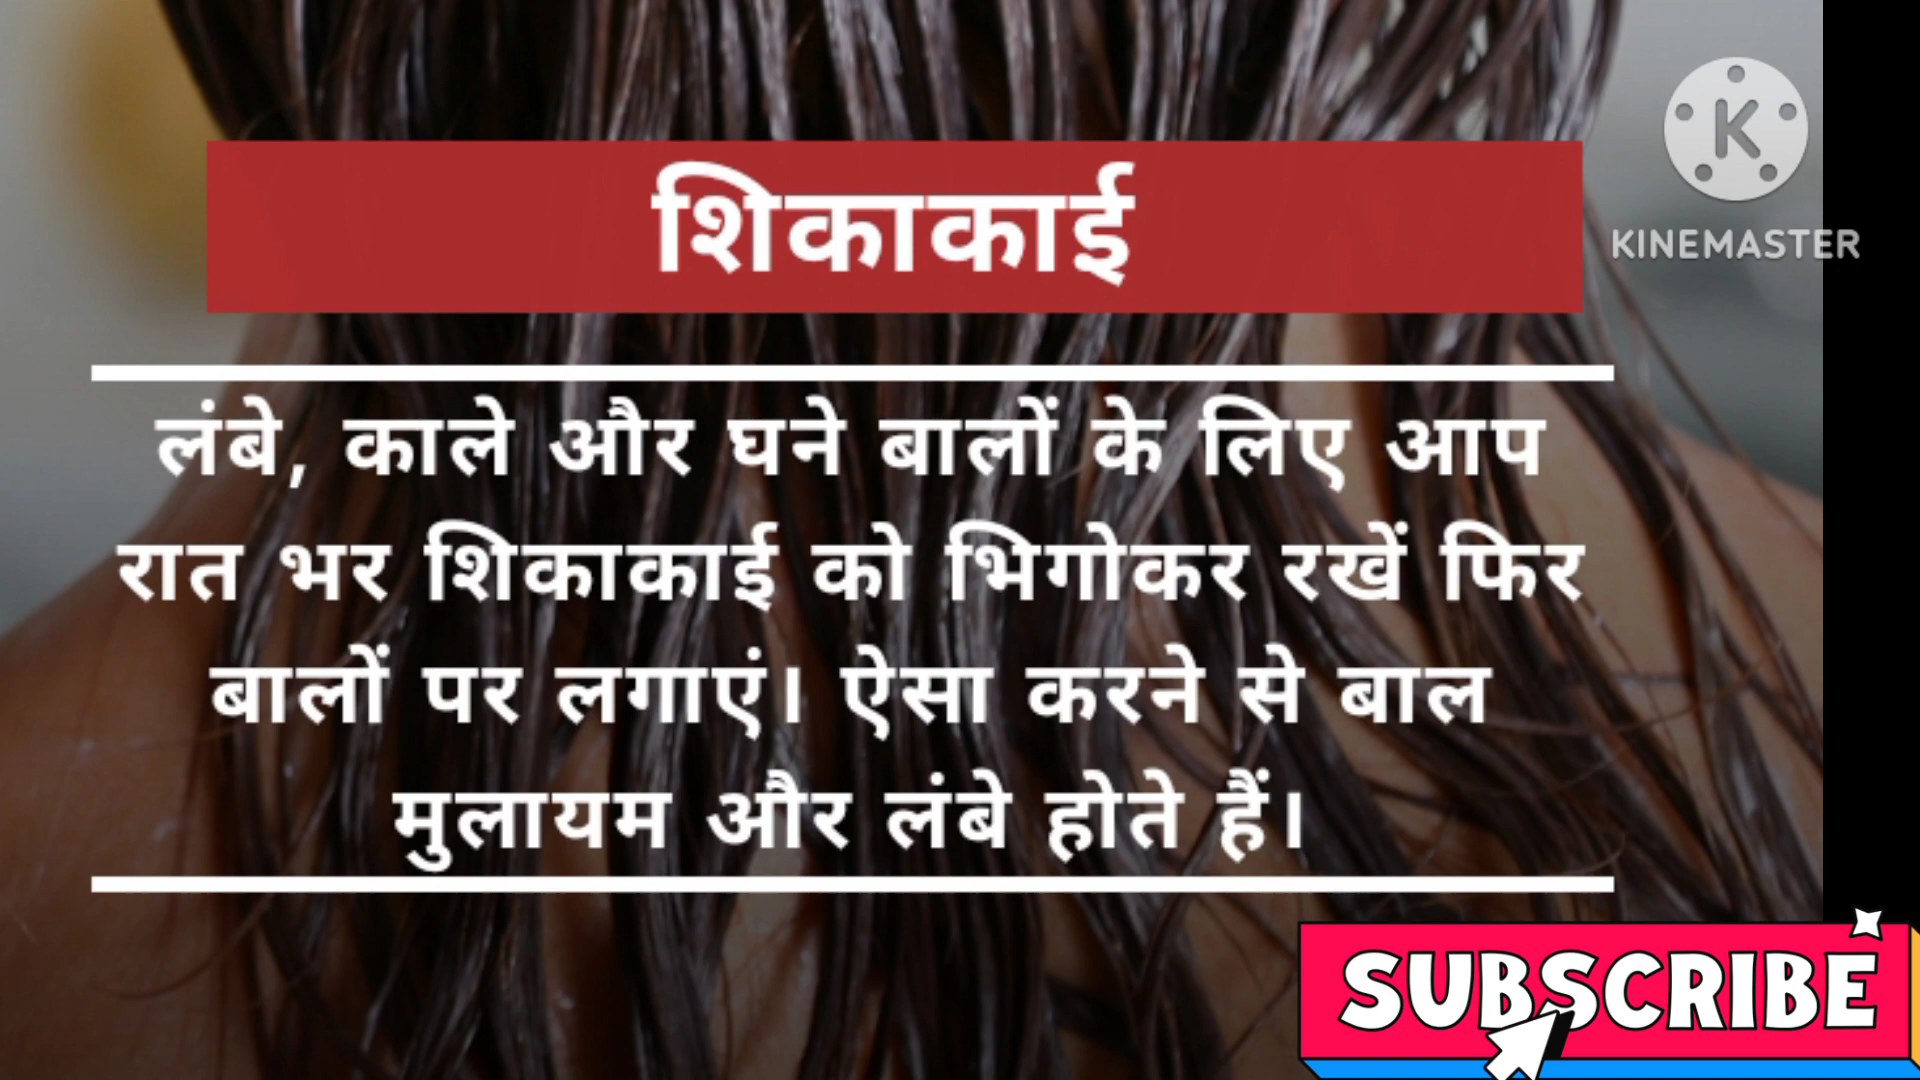 शिकाकाई
K
KINEMASTER
लंबे, काले और घने बालों के लिए आप
रात भर शिकाकाई को भिगोकर रखें फिर
बालों पर लगाएं। ऐसा करने से बाल
मुलायम और लंबे होते हैं।
SUBSCRIBE